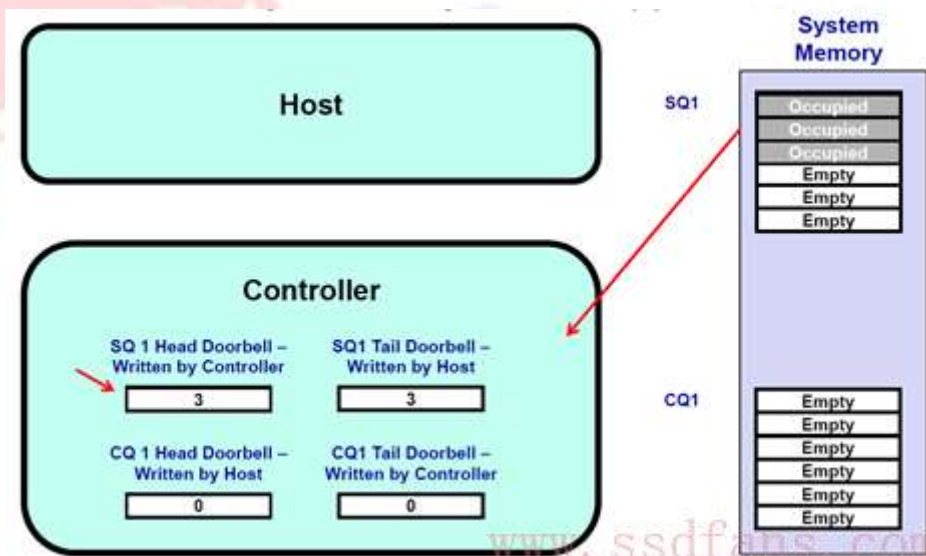 System
Memory
Host
SQ1
Occupied
Occupied
Occupied
Empty
Empty
Empty
Controller
SQ 1 Head Doorbell –
Written by Controller
3
SQ1 Tail Doorbell –
Written by Host
3
CQ 1 Head Doorbell –
Written by Host
0
CQ1 Tail Doorbell –
Written by Controller
0
CQ1
Empty
Empty
Empty
Empty
Empty
Empty
www.ssdfans.com